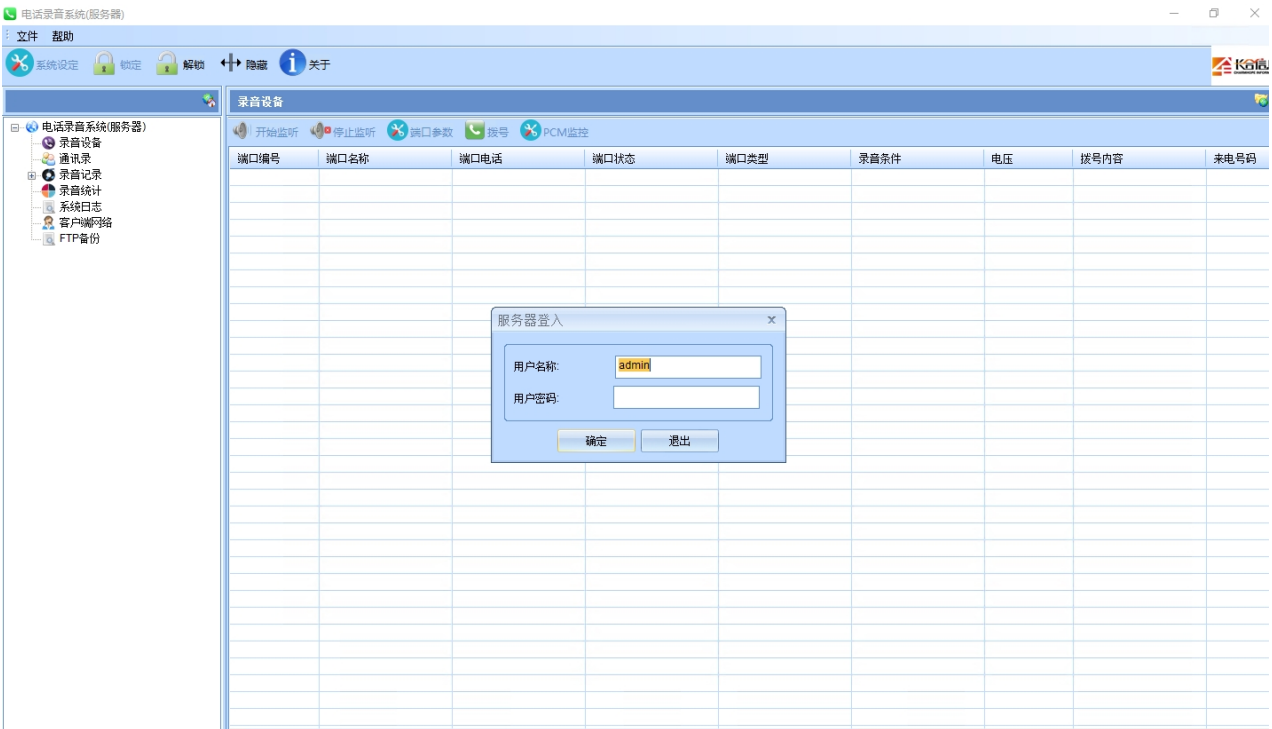 电话录音系统(服务器)
文件 帮助
系统设定 锁定 解锁 隐藏 关于
录音设备
电话录音系统(服务器)
录音设备
通讯录
录音记录
录音统计
系统日志
客户端网络
FTP备份
开始监听 停止监听 端口参数 拨号 PCM监控
端口编号 端口名称 端口电话 端口状态 端口类型 录音条件 电压 拨号内容 来电号码
服务器登入
用户名称: admin
用户密码:
确定 退出